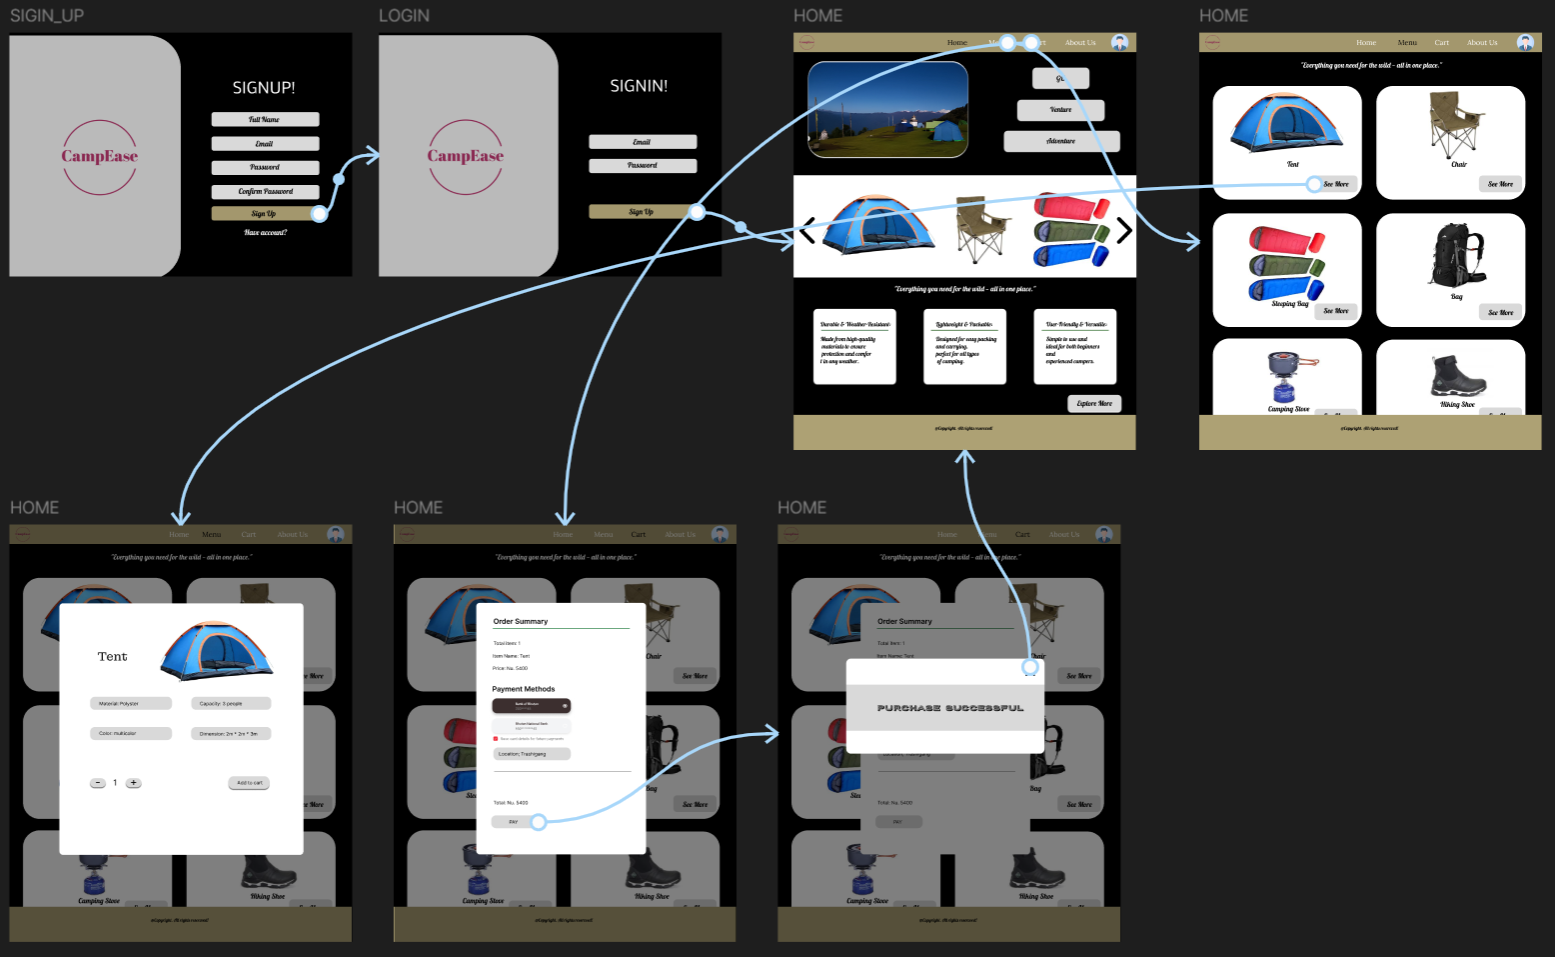 SIGIN_UP
CampEase
SIGNUP!
Full Name
Email
Password
Confirm Password
Sign Up
Have account?
LOGIN
CampEase
SIGNIN!
Email
Password
Sign Up
HOME
Home
About Us
Venture
Adventure
"Everything you need for the wild – all in one place."
Durable & Weather-Resistant:
Made from high-quality
materials to ensure
protection and comfor
t in any weather.
Lightweight & Packable:
Designed for easy packing
and carrying.
perfect for all types
of camping.
User-Friendly & Versatile:
Simple to use and
ideal for both beginners
and
experienced campers.
Explore More
©Copyright. All rights reserved!
HOME
Home Menu Cart About Us
"Everything you need for the wild – all in one place."
Tent
See More
Chair
See More
Sleeping Bag
See More
Bag
See More
Camping Stove
Hiking Shoe
©Copyright. All rights reserved!
HOME
Home Menu Cart About Us
"Everything you need for the wild – all in one place."
See More
Tent
Material: Polyster
Capacity: 3 people
Color: multicolor
Dimension: 2m * 2m * 3m
- 1 +
Add to cart
See More
Camping Stove
Hiking Shoe
©Copyright. All rights reserved!
HOME
Home Menu Cart About Us
"Everything you need for the wild – all in one place."
Chair
See More
Order Summary
Total Item: 1
Item Name: Tent
Price: Nu. 5400
Payment Methods
Bank of Bhutan
Bhutan National Bank
Location: Trashigang
Total: Nu. 5400
PAY
Bag
See More
Camping Stove
Hiking Shoe
©Copyright. All rights reserved!
HOME
Home Menu Cart About Us
"Everything you need for the wild – all in one place."
Chair
See More
Order Summary
Total Item: 1
Item Name: Tent
PURCHASE SUCCESSFUL
Location: Trashigang
Total: Nu. 5400
PAY
Bag
See More
Camping Stove
Hiking Shoe
©Copyright. All rights reserved!